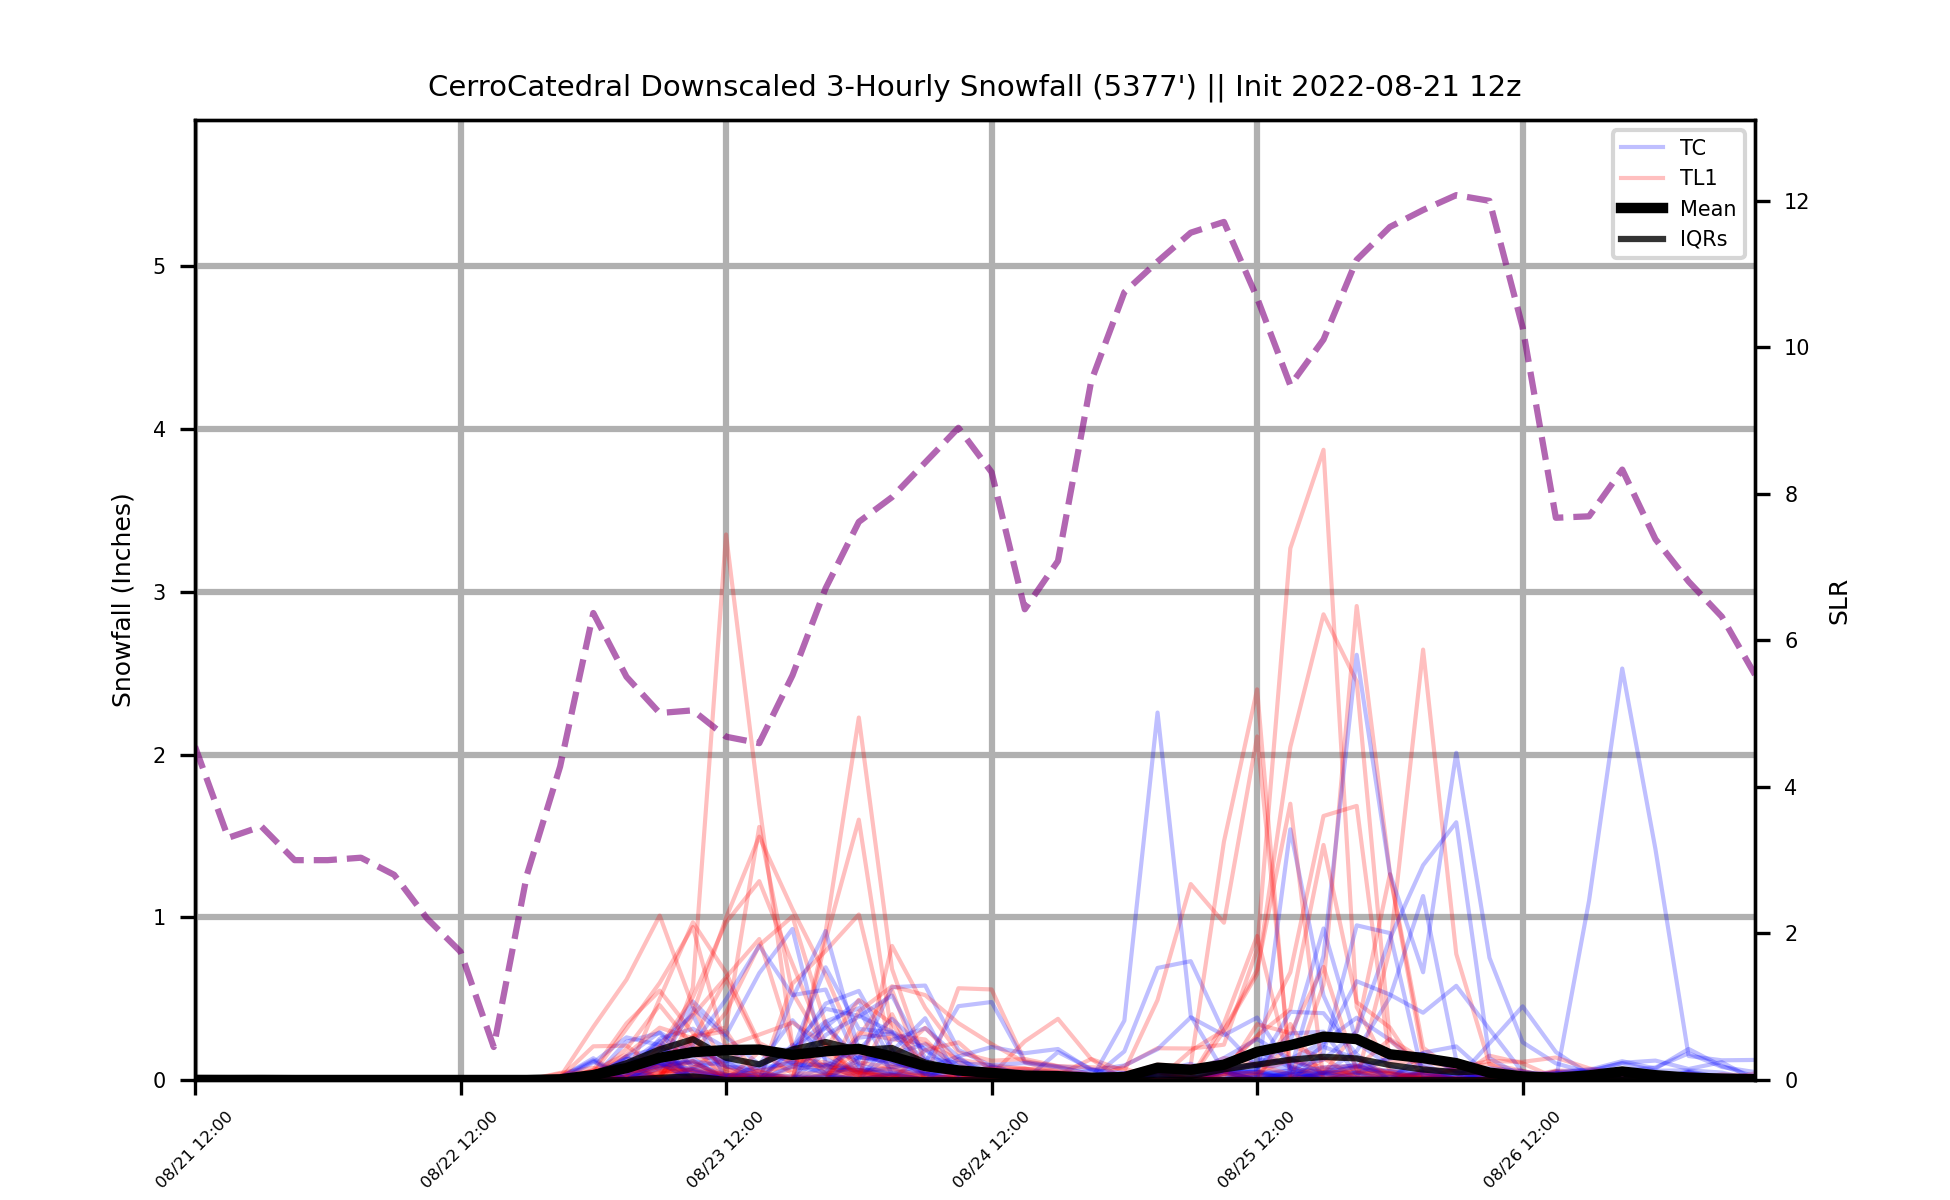 CerroCatedral Downscaled 3-Hourly Snowfall (5377') || Init 2022-08-21 12z
TC
TL1
Mean
IQRs
Snowfall (Inches)
5
4
3
2
1
0
12
10
8
6
4
2
0
SLR
08/21 12:00
08/22 12:00
08/23 12:00
08/24 12:00
08/25 12:00
08/26 12:00